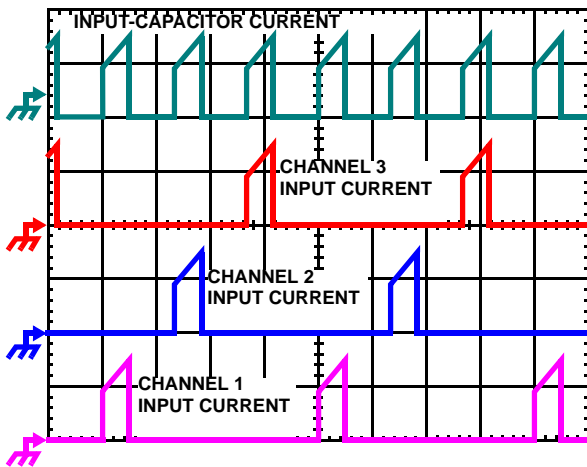 INPUT-CAPACITOR CURRENT
CHANNEL 3
INPUT CURRENT
CHANNEL 2
INPUT CURRENT
CHANNEL 1
INPUT CURRENT